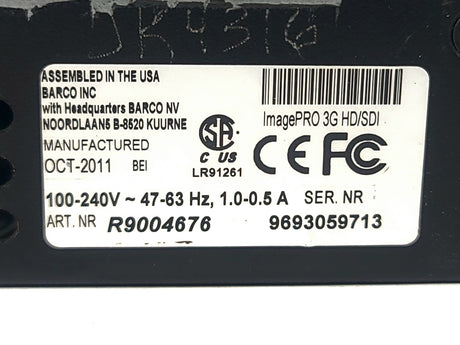 JK4516
ASSEMBLED IN THE USA
BARCO INC
with Headquarters BARCO NV
NOORDLAAN5 B-8520 KUURNE
MANUFACTURED
OCT-2011 BEI
C US
LR91261
ImagePRO 3G HD/SDI
CE FC
100-240V ~ 47-63 Hz, 1.0-0.5 A SER. NR
ART. NR R9004676 9693059713